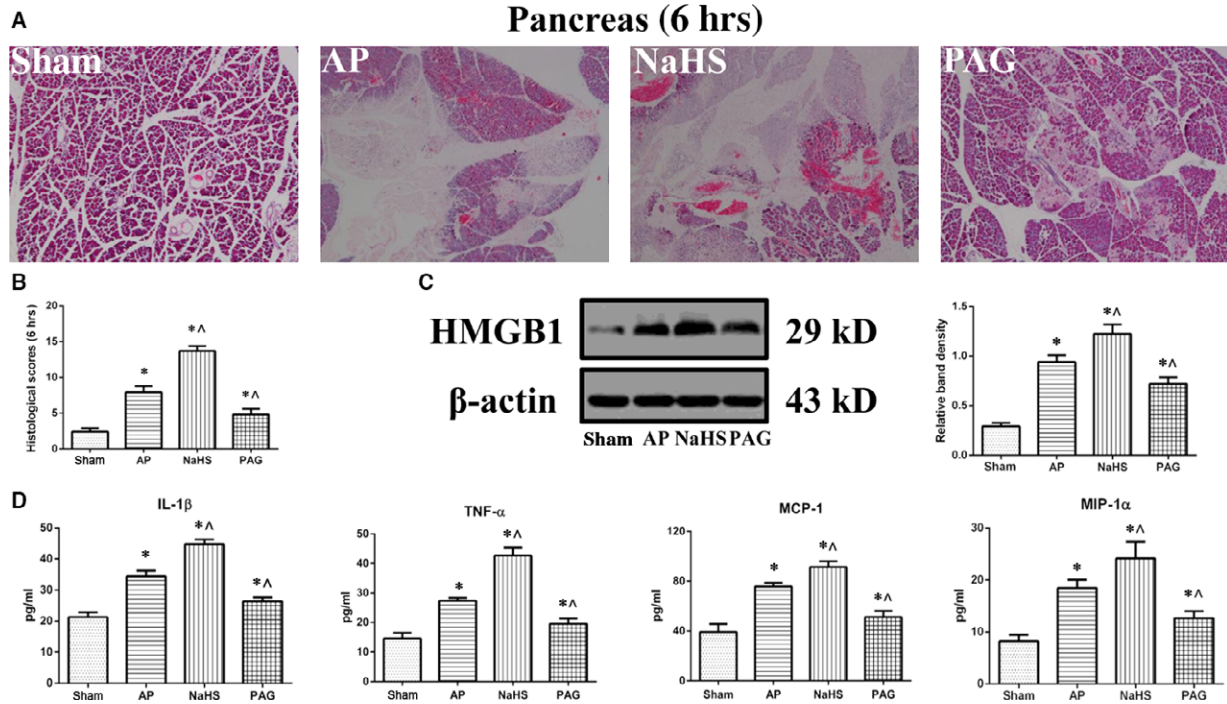 A
Pancreas (6 hrs)
Sham
AP
NaHS
PAG
B
Histological scores (6 hrs)
20
15
10
5
0
Sham AP NaHS PAG
* *^ *^
C
HMGB1
29 kD
β-actin
43 kD
Sham AP NaHS PAG
Relative band density
1.5
1.0
0.5
0.0
Sham AP NaHS PAG
* *^ *^
D
IL-1β
pg/ml
50
40
30
20
10
0
Sham AP NaHS PAG
* *^ *^
TNF-α
pg/ml
50
40
30
20
10
0
Sham AP NaHS PAG
* *^ *^
MCP-1
pg/ml
120
80
40
0
Sham AP NaHS PAG
* *^ *^
MIP-1α
pg/ml
30
20
10
0
Sham AP NaHS PAG
* *^ *^